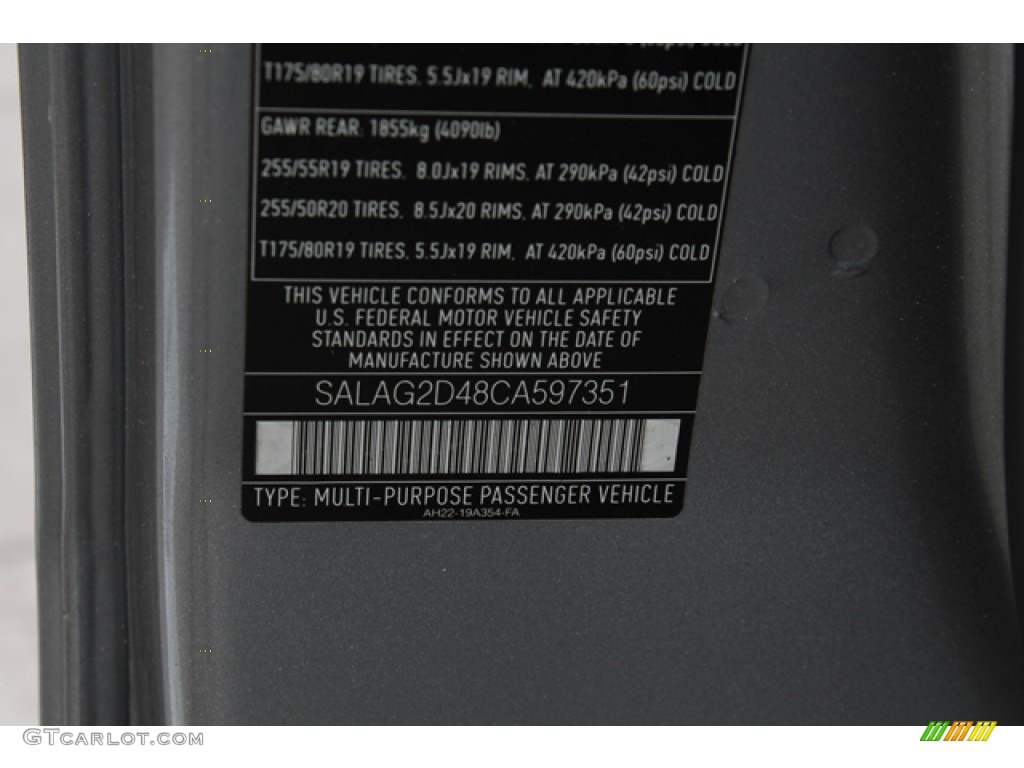 T175/80R19 TIRES. 5.5Jx19 RIM. AT 420kPa (60psi) COLD
GAWR REAR. 1855kg (4090lb)
255/55R19 TIRES. 8.0Jx19 RIMS. AT 290kPa (42psi) COLD
255/50R20 TIRES. 8.5Jx20 RIMS. AT 290kPa (42psi) COLD
T175/80R19 TIRES. 5.5Jx19 RIM. AT 420kPa (60psi) COLD
THIS VEHICLE CONFORMS TO ALL APPLICABLE
U.S. FEDERAL MOTOR VEHICLE SAFETY
STANDARDS IN EFFECT ON THE DATE OF
MANUFACTURE SHOWN ABOVE
SALAG2D48CA597351
TYPE: MULTI-PURPOSE PASSENGER VEHICLE
AH22-19A354-FA
GTCARLOT.COM